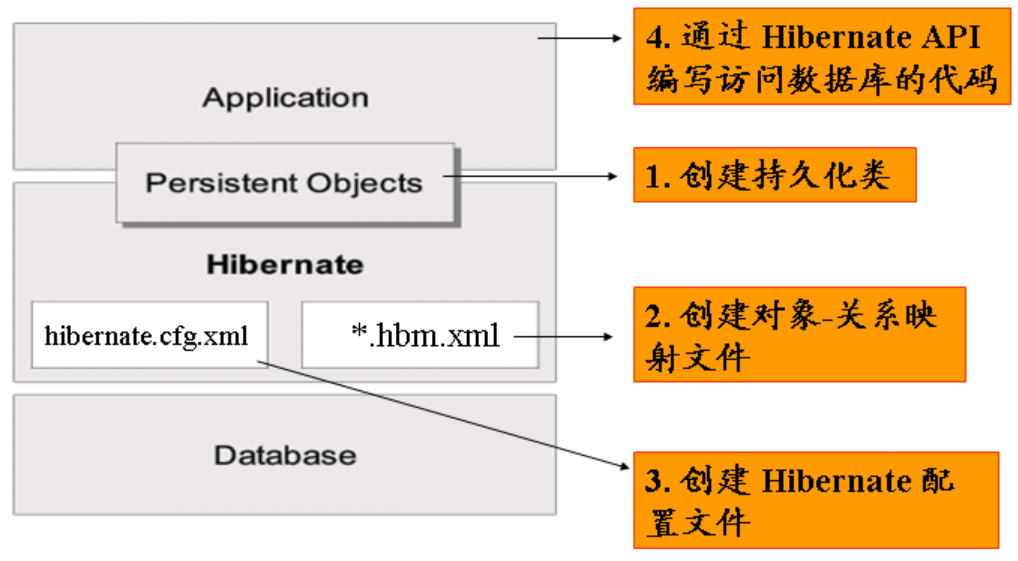 Application
Persistent Objects
Hibernate
hibernate.cfg.xml
*.hbm.xml
Database
4. 通过 Hibernate API
编写访问数据库的代码
1. 创建持久化类
2. 创建对象-关系映
射文件
3. 创建 Hibernate 配
置文件